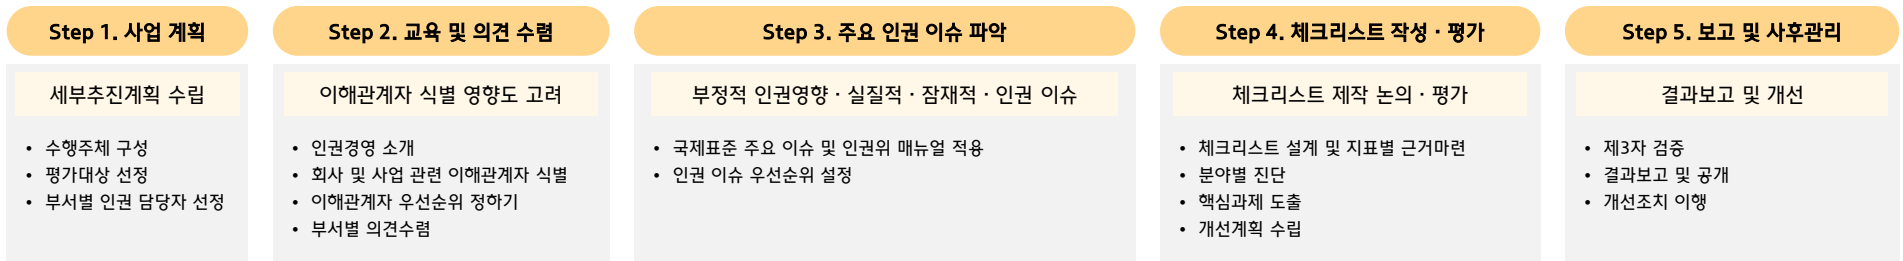 Step 1. 사업 계획
세부추진계획 수립
• 수행주체 구성
• 평가대상 선정
• 부서별 인권 담당자 선정
Step 2. 교육 및 의견 수렴
이해관계자 식별 영향도 고려
• 인권경영 소개
• 회사 및 사업 관련 이해관계자 식별
• 이해관계자 우선순위 정하기
• 부서별 의견수렴
Step 3. 주요 인권 이슈 파악
부정적 인권영향 · 실질적 · 잠재적 · 인권 이슈
• 국제표준 주요 이슈 및 인권위 매뉴얼 적용
• 인권 이슈 우선순위 설정
Step 4. 체크리스트 작성 · 평가
체크리스트 제작 논의 · 평가
• 체크리스트 설계 및 지표별 근거마련
• 분야별 진단
• 핵심과제 도출
• 개선계획 수립
Step 5. 보고 및 사후관리
결과보고 및 개선
• 제3자 검증
• 결과보고 및 공개
• 개선조치 이행